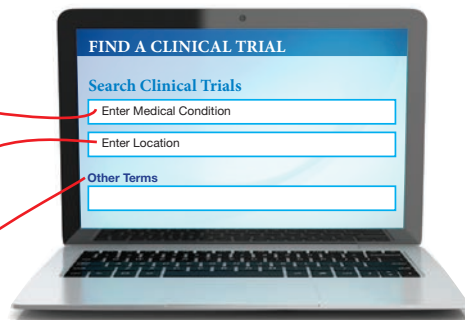 FIND A CLINICAL TRIAL
Search Clinical Trials
Enter Medical Condition
Enter Location
Other Terms